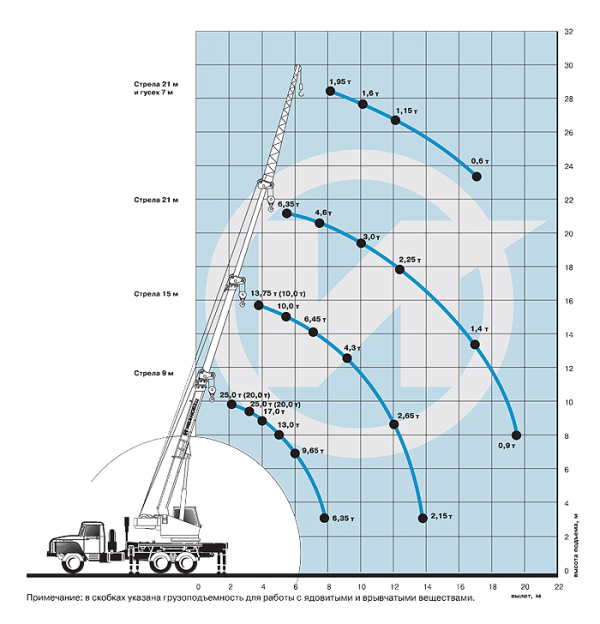 32
30
28
26
24
22
20
18
16
14
12
10
8
6
4
2
0
высота подъема, м
Стрела 21 м
и гусек 7 м
1,95 т
1,6 т
1,15 т
0,6 т
Стрела 21 м
6,35 т
4,6 т
3,0 т
2,25 т
1,4 т
0,9 т
Стрела 15 м
13,75 т (10,0 т)
10,0 т
6,45 т
4,3 т
2,65 т
2,15 т
Стрела 9 м
25,0 т (20,0 т)
25,0 т (20,0 т)
17,0 т
13,0 т
9,65 т
6,35 т
0 2 4 6 8 10 12 14 16 18 20 22
вылет, м
Примечание: в скобках указана грузоподъемность для работы с ядовитыми и врывчатыми веществами.